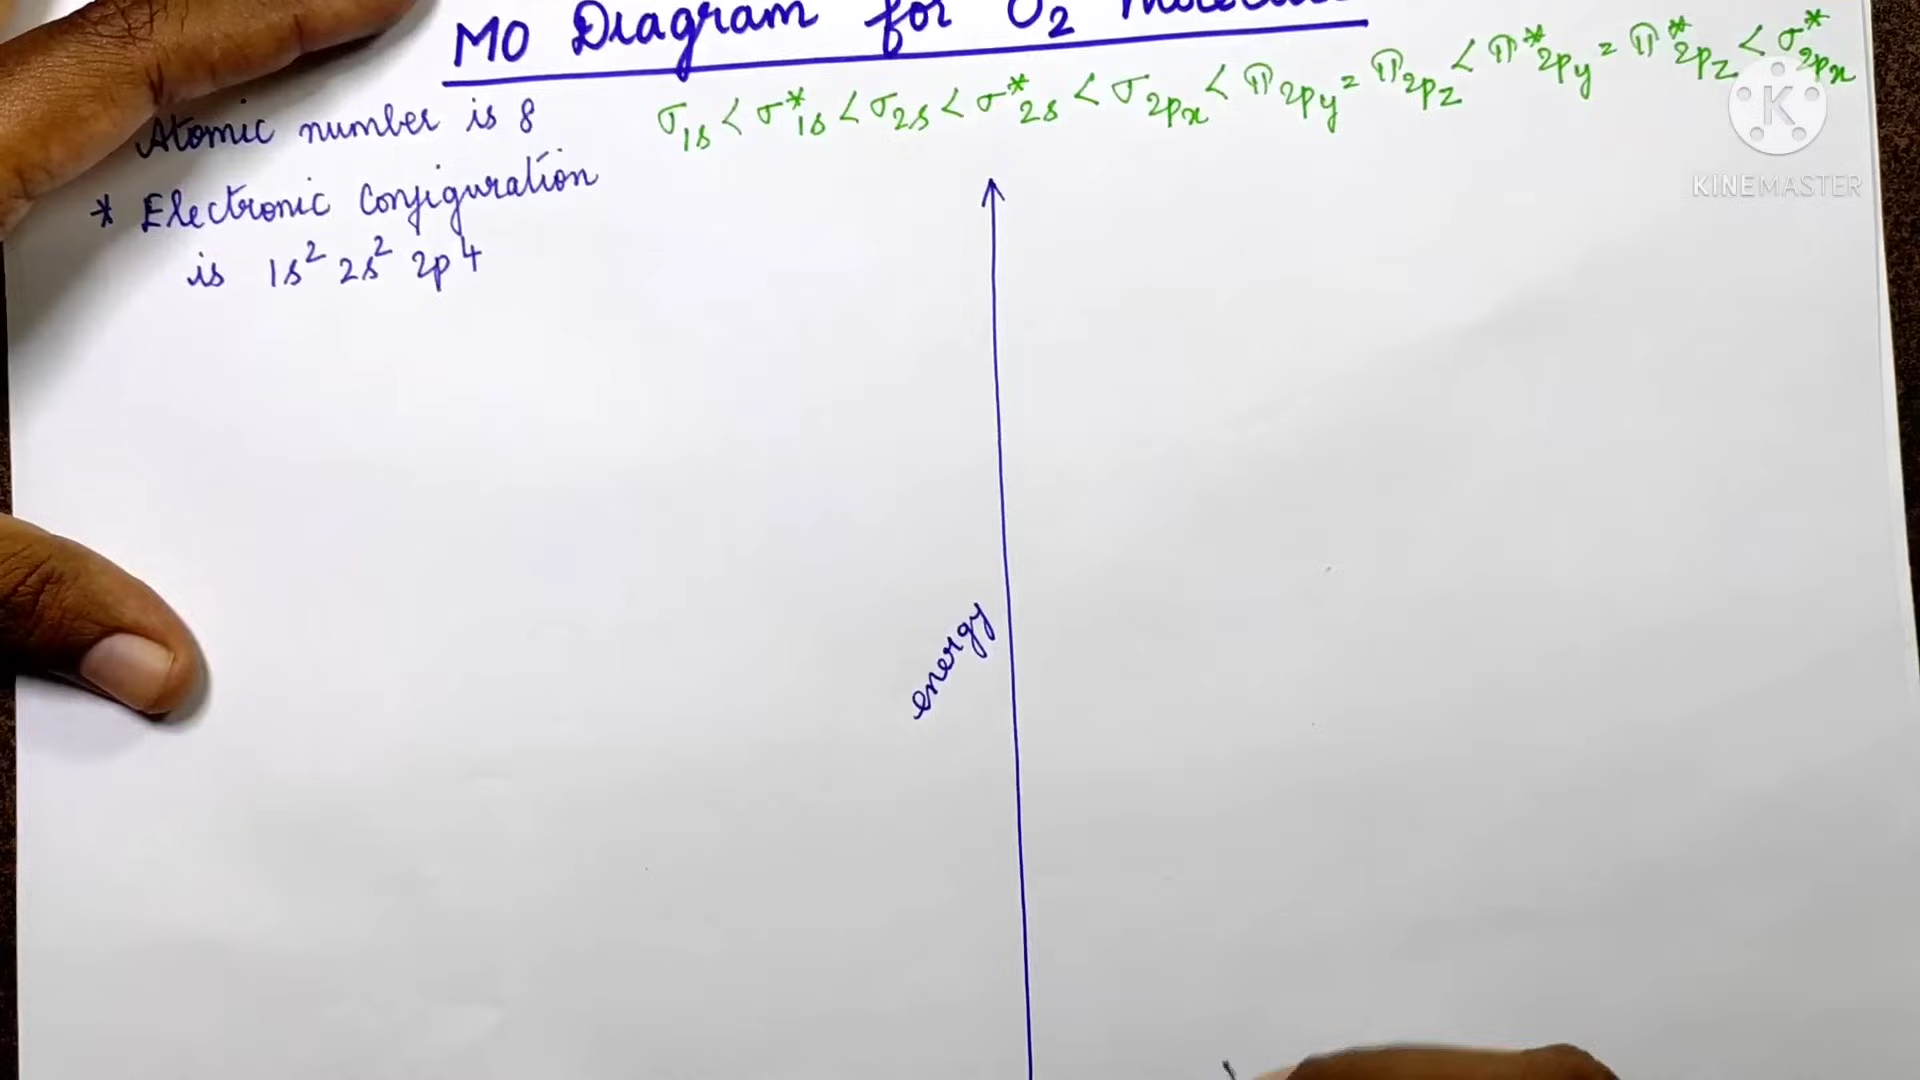 MO Diagram for O₂
Atomic number is 8
* Electronic Configuration
is 1s² 2s² 2p⁴
σ1s < σ*1s < σ2s < σ*2s < σ2px < π2py = π2pz < π*2py = π*2pz < σ*2px
KINEMASTER
energy